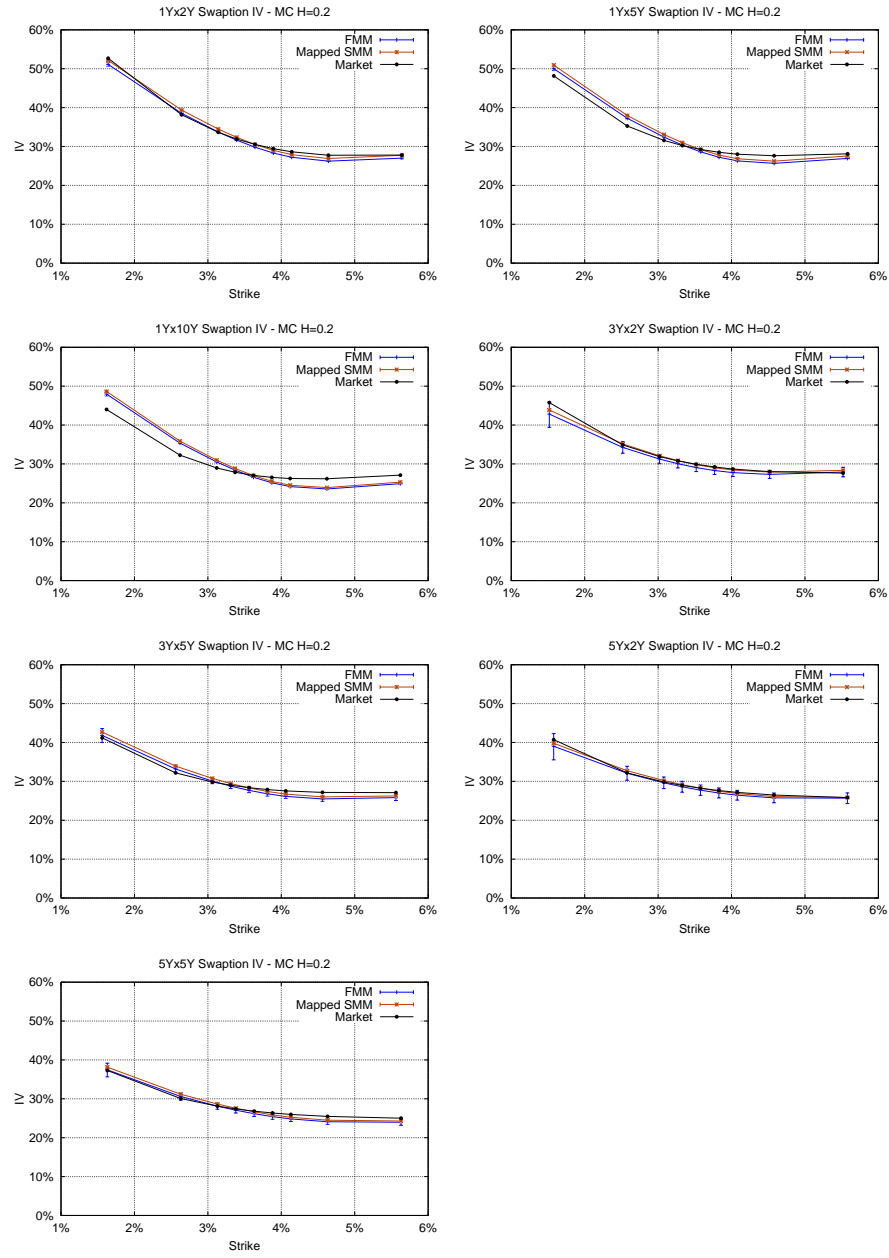 1Yx2Y Swaption IV - MC H=0.2
60%
50%
40%
30%
20%
10%
0%
IV
FMM
Mapped SMM
Market
1%
2%
3%
4%
5%
6%
Strike
1Yx5Y Swaption IV - MC H=0.2
60%
50%
40%
30%
20%
10%
0%
IV
FMM
Mapped SMM
Market
1%
2%
3%
4%
5%
6%
Strike
1Yx10Y Swaption IV - MC H=0.2
60%
50%
40%
30%
20%
10%
0%
IV
FMM
Mapped SMM
Market
1%
2%
3%
4%
5%
6%
Strike
3Yx2Y Swaption IV - MC H=0.2
60%
50%
40%
30%
20%
10%
0%
IV
FMM
Mapped SMM
Market
1%
2%
3%
4%
5%
6%
Strike
3Yx5Y Swaption IV - MC H=0.2
60%
50%
40%
30%
20%
10%
0%
IV
FMM
Mapped SMM
Market
1%
2%
3%
4%
5%
6%
Strike
5Yx2Y Swaption IV - MC H=0.2
60%
50%
40%
30%
20%
10%
0%
IV
FMM
Mapped SMM
Market
1%
2%
3%
4%
5%
6%
Strike
5Yx5Y Swaption IV - MC H=0.2
60%
50%
40%
30%
20%
10%
0%
IV
FMM
Mapped SMM
Market
1%
2%
3%
4%
5%
6%
Strike